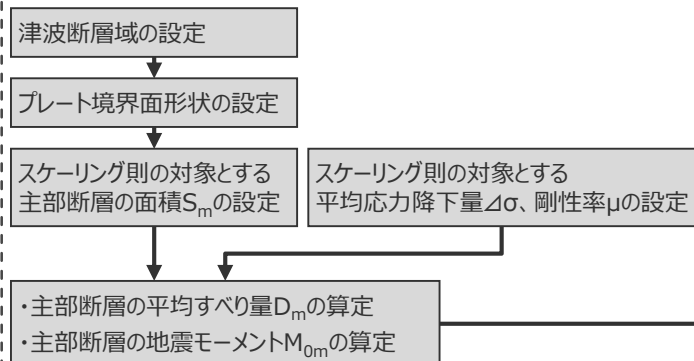 津波断層域の設定
プレート境界面形状の設定
スケーリング則の対象とする
主部断層の面積Smの設定
スケーリング則の対象とする
平均応力降下量⊿σ、剛性率μの設定
・主部断層の平均すべり量Dmの算定
・主部断層の地震モーメントM0mの算定